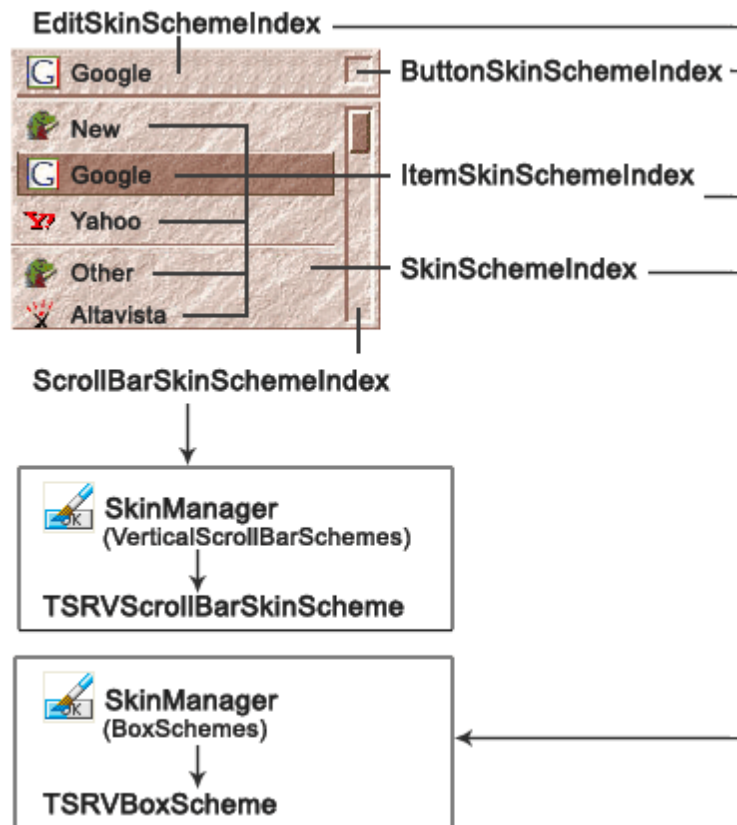 EditSkinSchemeIndex
Google
ButtonSkinSchemeIndex
New
Google
ItemSkinSchemeIndex
Yahoo
Other
SkinSchemeIndex
Altavista
ScrollBarSkinSchemeIndex
SkinManager
(VerticalScrollBarSchemes)
TSRVScrollBarSkinScheme
SkinManager
(BoxSchemes)
TSRVBoxScheme